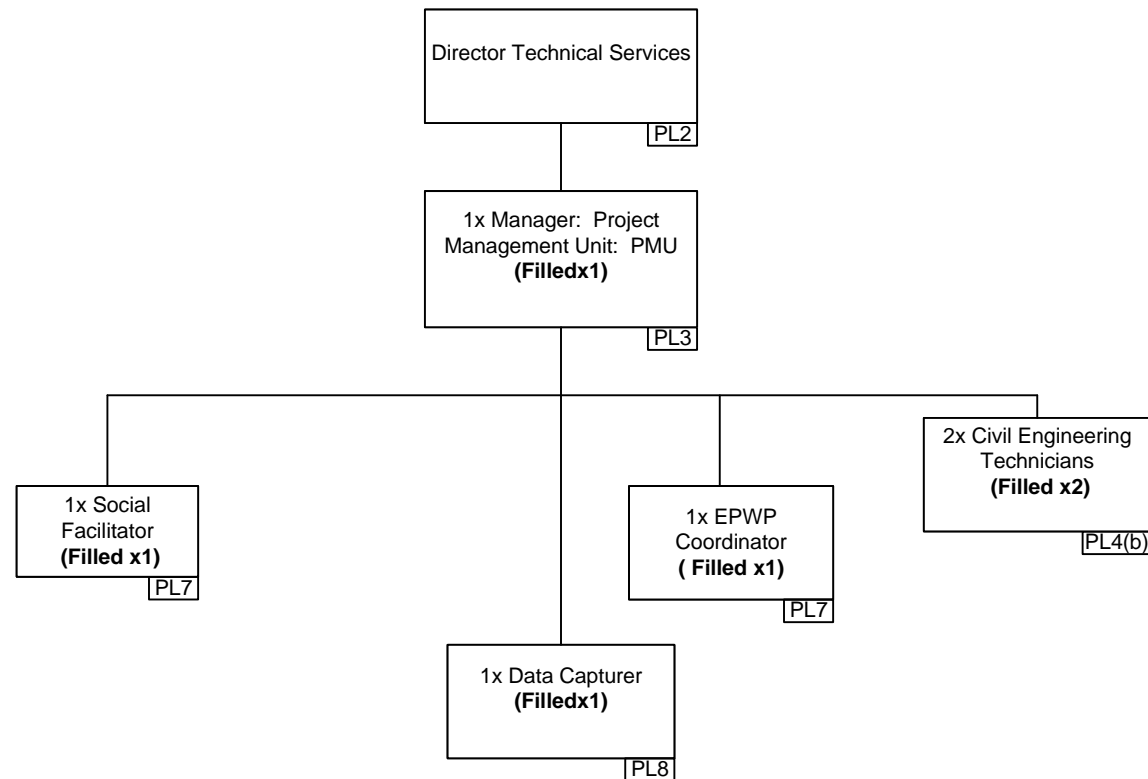 Director Technical Services
PL2
1x Manager:  Project
Management Unit:  PMU
(Filledx1)
PL3
1x Social
Facilitator
(Filled x1)
PL7
1x EPWP
Coordinator
( Filled x1)
PL7
2x Civil Engineering
Technicians
(Filled x2)
PL4(b)
1x Data Capturer
(Filledx1)
PL8